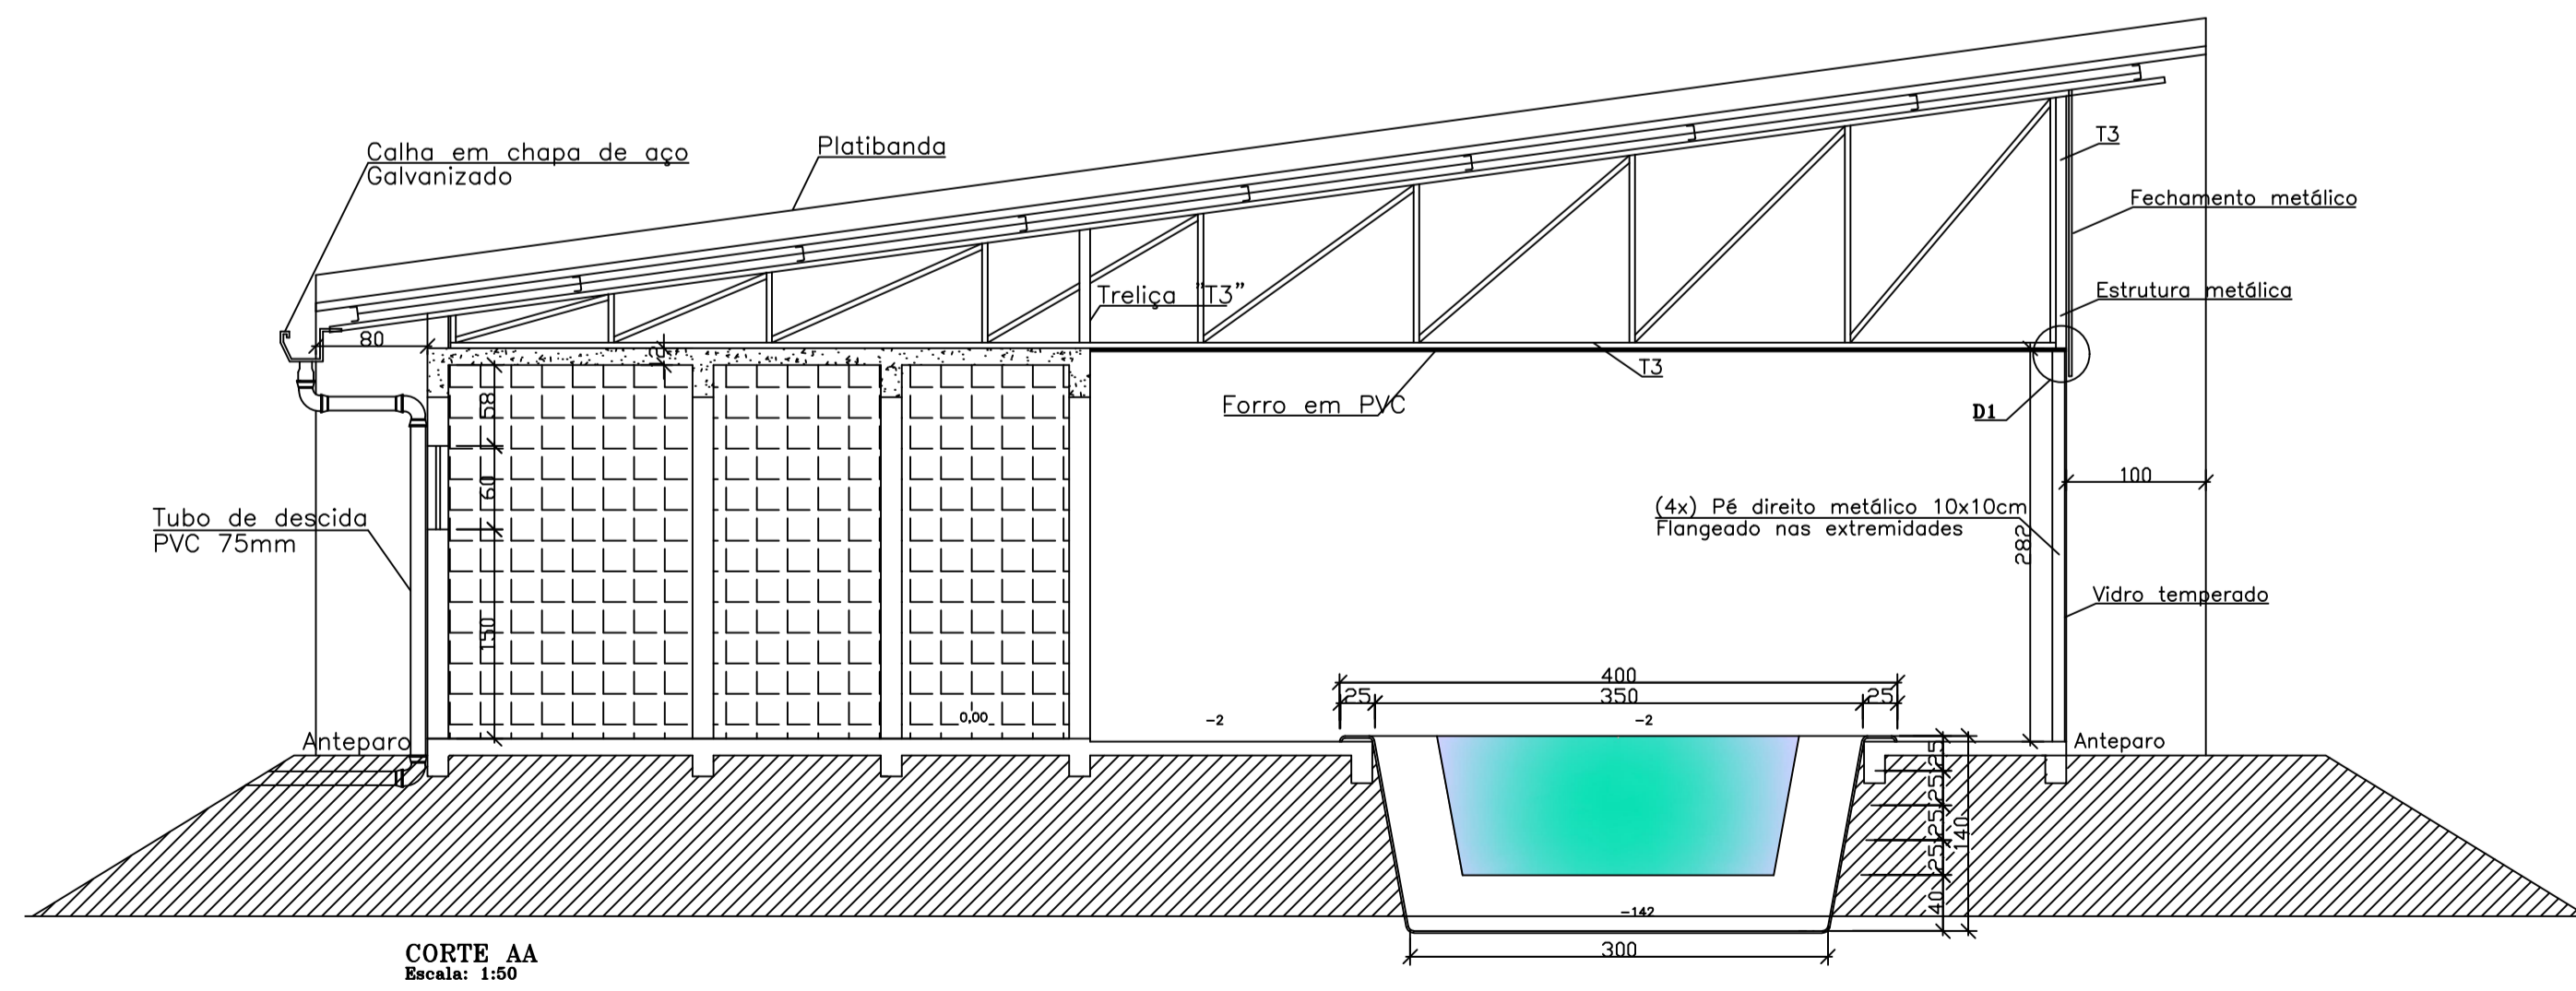 Calha em chapa de aço
Galvanizado
Platibanda
T3
Fechamento metálico
Treliça "T3"
Estrutura metálica
80
12
T3
58
Forro em PVC
D1
100
60
(4x) Pé direito metálico 10x10cm
Flangeado nas extremidades
Tubo de descida
PVC 75mm
282
Vidro temperado
150
400
25
350
25
0,00
-2
-2
Anteparo
Anteparo
25
25
25
25
40
140
-142
300
CORTE AA
Escala: 1:50